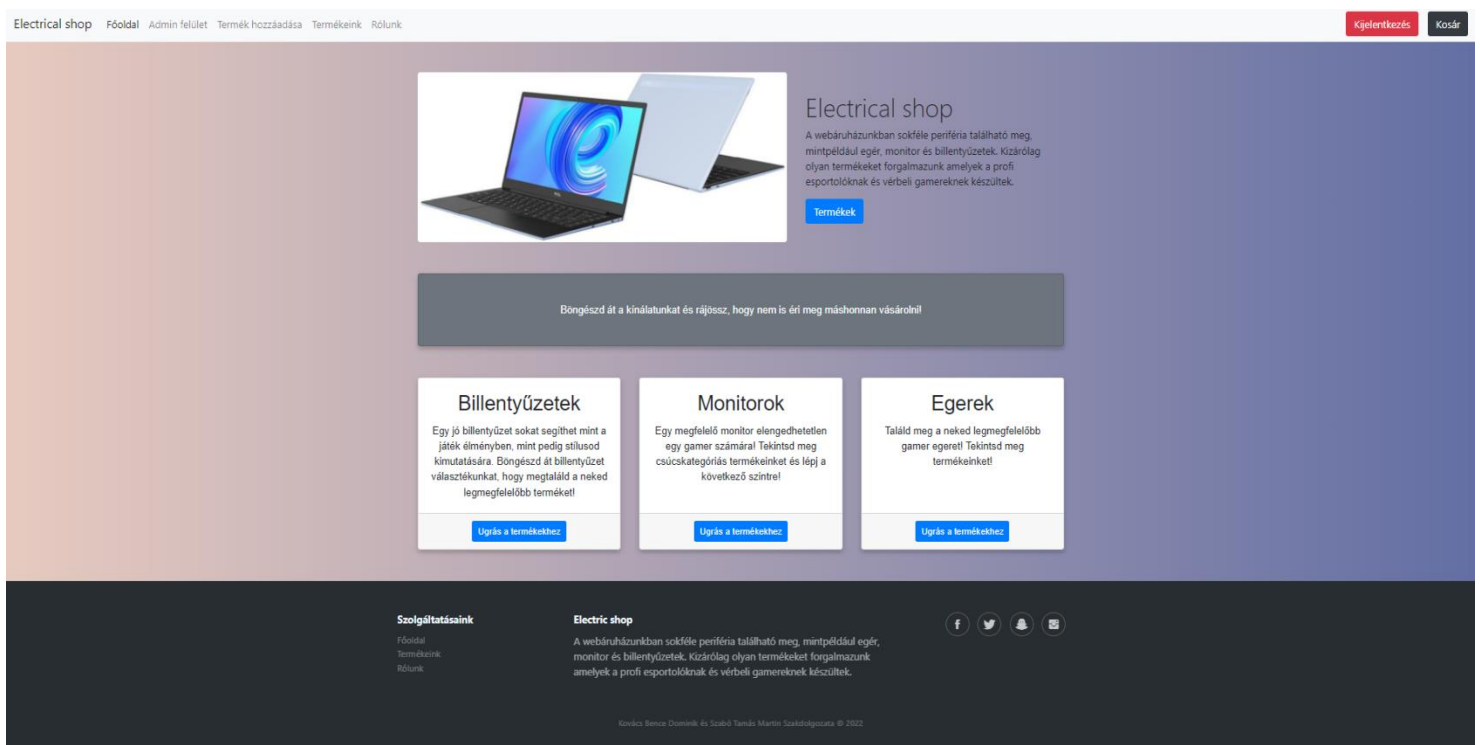 Electrical shop Főoldal Admin felület Termék hozzáadása Termékeink Rólunk Kijelentkezés Kosár
Electrical shop
A webáruházunkban sokféle periféria található meg,
mintpéldául egér, monitor és billentyűzetek. Kizárólag
olyan termékeket forgalmazunk amelyek a profi
esportolóknak és vérbeli gamereknek készültek.
Termékek
Böngészd át a kínálatunkat és rájössz, hogy nem is éri meg máshonnan vásárolni!
Billentyűzetek
Egy jó billentyűzet sokat segíthet mint a
játék élményben, mint pedig stílusod
kimutatására. Böngészd át billentyűzet
választékunkat, hogy megtaláld a neked
legmegfelelőbb terméket!
Ugrás a termékekhez
Monitorok
Egy megfelelő monitor elengedhetetlen
egy gamer számára! Tekintsd meg
csúcskategóriás termékeinket és lépj a
következő szintre!
Ugrás a termékekhez
Egerek
Találd meg a neked legmegfelelőbb
gamer egeret! Tekintsd meg
termékeinket!
Ugrás a termékekhez
Szolgáltatásaink
Főoldal
Termékeink
Rólunk
Electric shop
A webáruházunkban sokféle periféria található meg, mintpéldául egér,
monitor és billentyűzetek. Kizárólag olyan termékeket forgalmazunk
amelyek a profi esportolóknak és vérbeli gamereknek készültek.
Kovács Bence Dominik és Szabó Tamás Martin Szakdolgozata © 2022